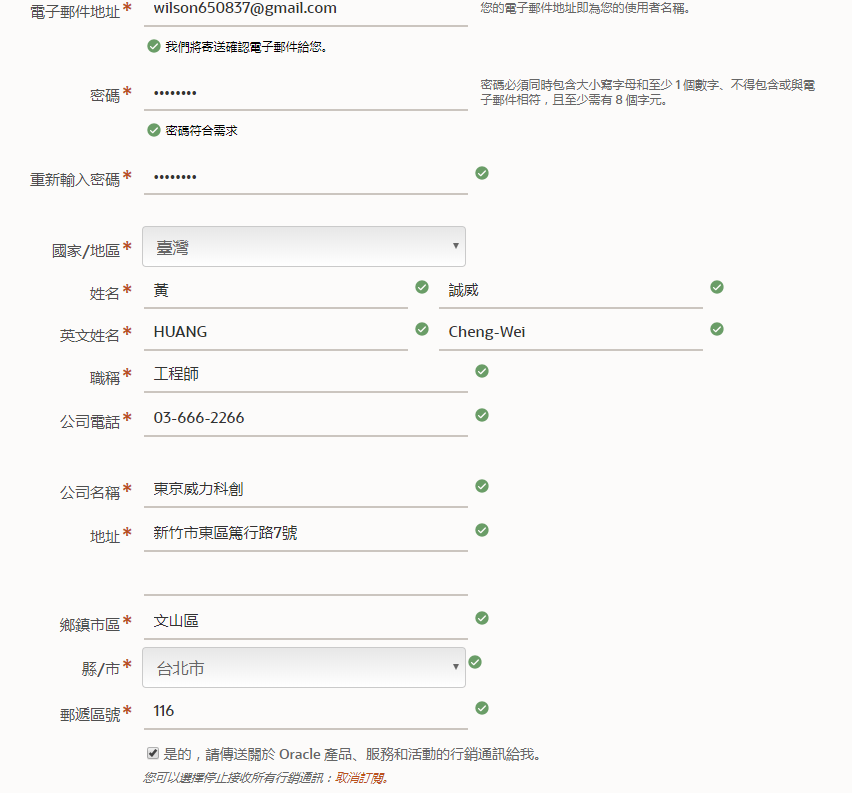 電子郵件地址* wilson650837@gmail.com 您的電子郵件地址即為您的使用者名稱。
我們將寄送確認電子郵件給您。
密碼* •••••••• 密碼必須同時包含大小寫字母和至少 1 個數字、不得包含或與電
子郵件相符，且至少需有 8 個字元。
密碼符合需求
重新輸入密碼* ••••••••
國家/地區* 臺灣
姓名* 黃 誠威
英文姓名* HUANG Cheng-Wei
職稱* 工程師
公司電話* 03-666-2266
公司名稱* 東京威力科創
地址* 新竹市東區篤行路7號
鄉鎮市區* 文山區
縣/市* 台北市
郵遞區號* 116
是的，請傳送關於 Oracle 產品、服務和活動的行銷通訊給我。
您可以選擇停止接收所有行銷通訊：取消訂閱。